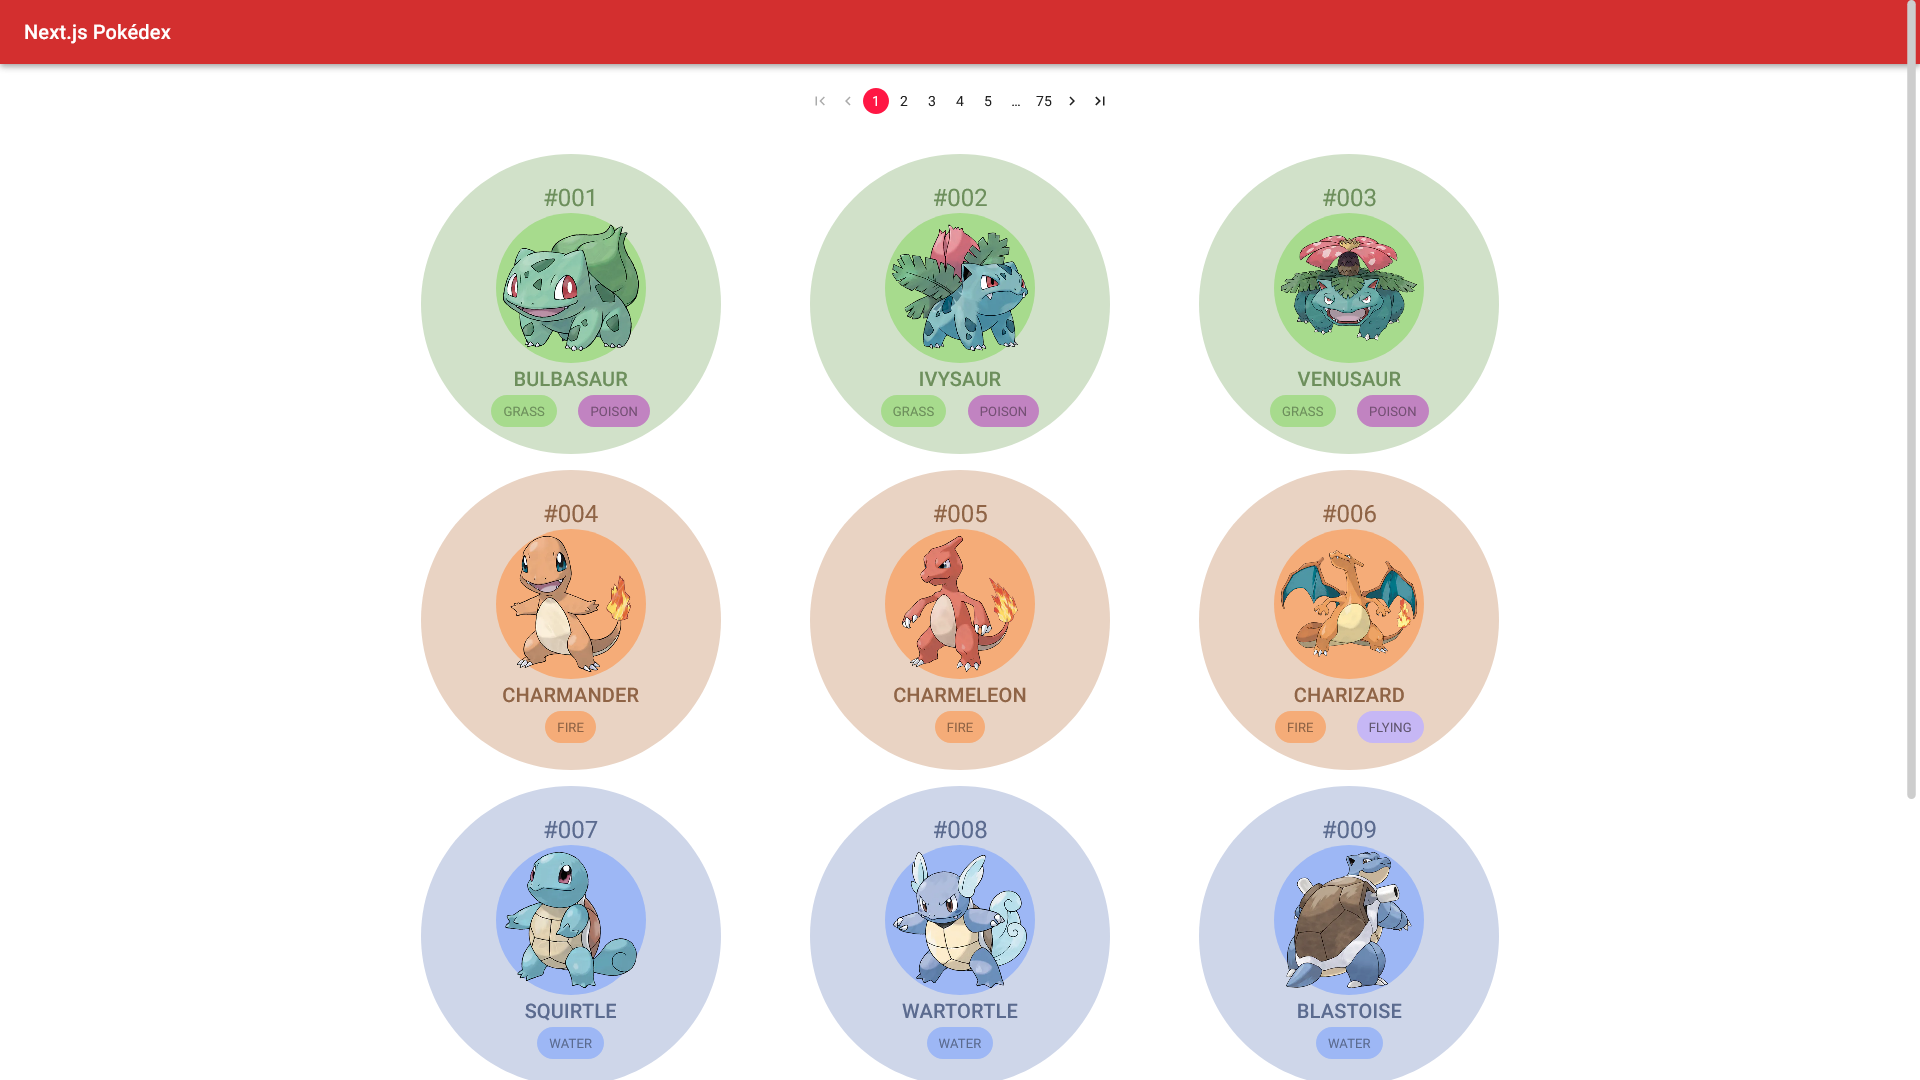 Next.js Pokédex
1 2 3 4 5 ... 75
#001 #002 #003
BULBASAUR IVYSAUR VENUSAUR
GRASS POISON GRASS POISON GRASS POISON
#004 #005 #006
CHARMANDER CHARMELEON CHARIZARD
FIRE FIRE FIRE FLYING
#007 #008 #009
SQUIRTLE WARTORTLE BLASTOISE
WATER WATER WATER